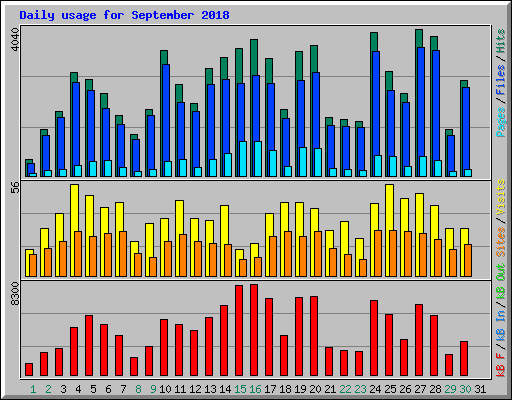 Daily usage for September 2018
4040
Pages / Files / Hits
56
Sites / Visits
8300
kB F / kB In / kB Out
1 2 3 4 5 6 7 8 9 10 11 12 13 14 15 16 17 18 19 20 21 22 23 24 25 26 27 28 29 30 31